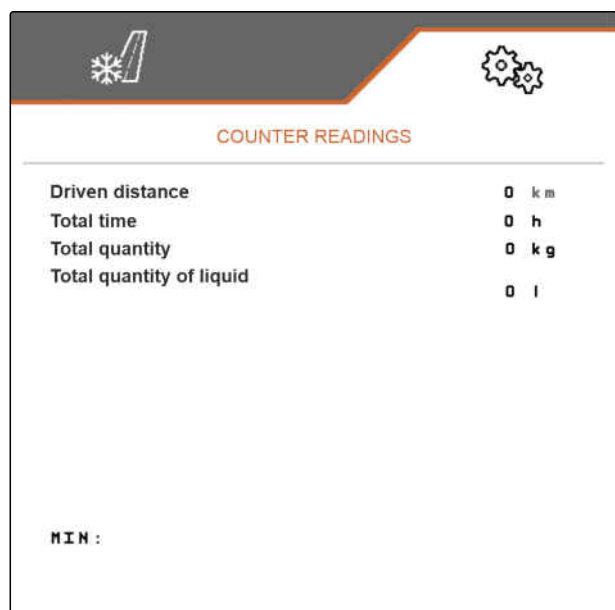 COUNTER READINGS
Driven distance 0 km
Total time 0 h
Total quantity 0 kg
Total quantity of liquid
0 l
MIN: